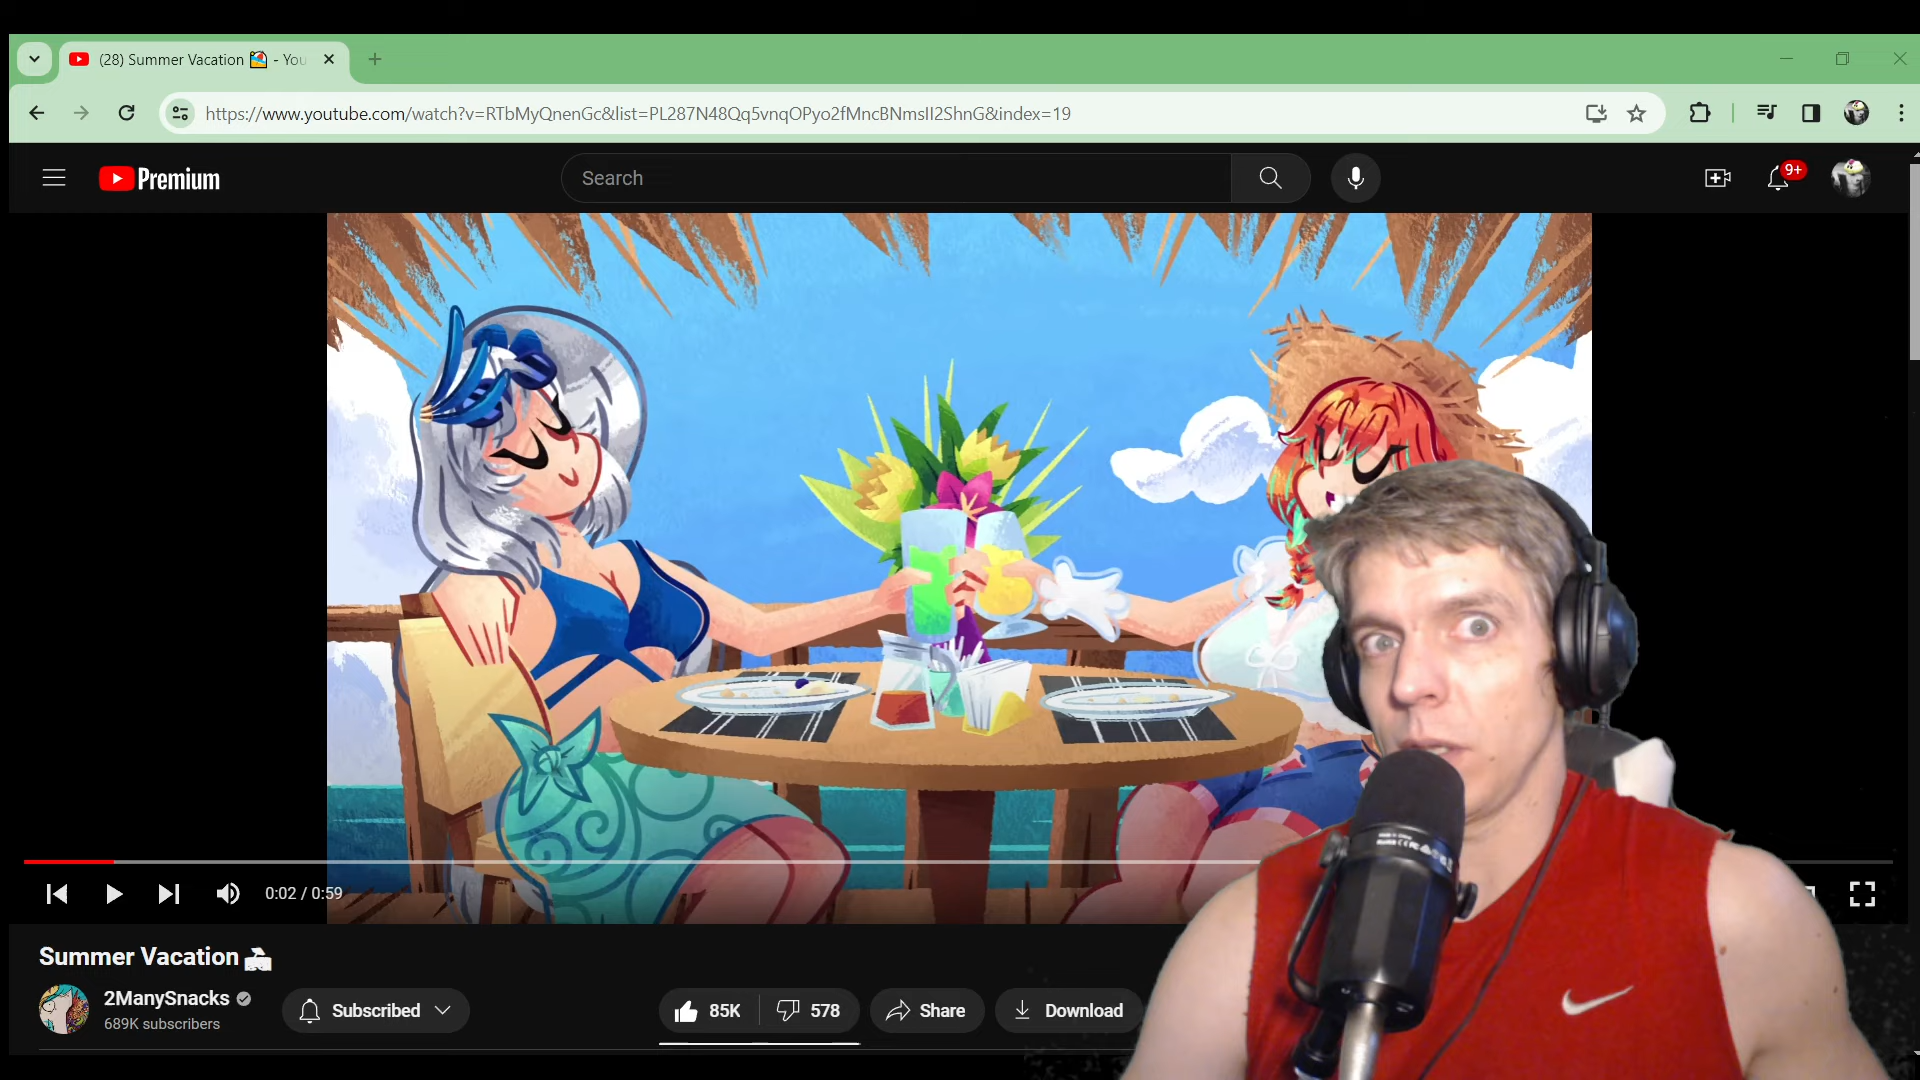 (28) Summer Vacation 🏖 - You
https://www.youtube.com/watch?v=RTbMyQnenGc&list=PL287N48Qq5vnqOPyo2fMncBNmsII2ShnG&index=19
Premium
Search
9+
0:02 / 0:59
Summer Vacation 🏖
2ManySnacks
689K subscribers
Subscribed
85K
578
Share
Download